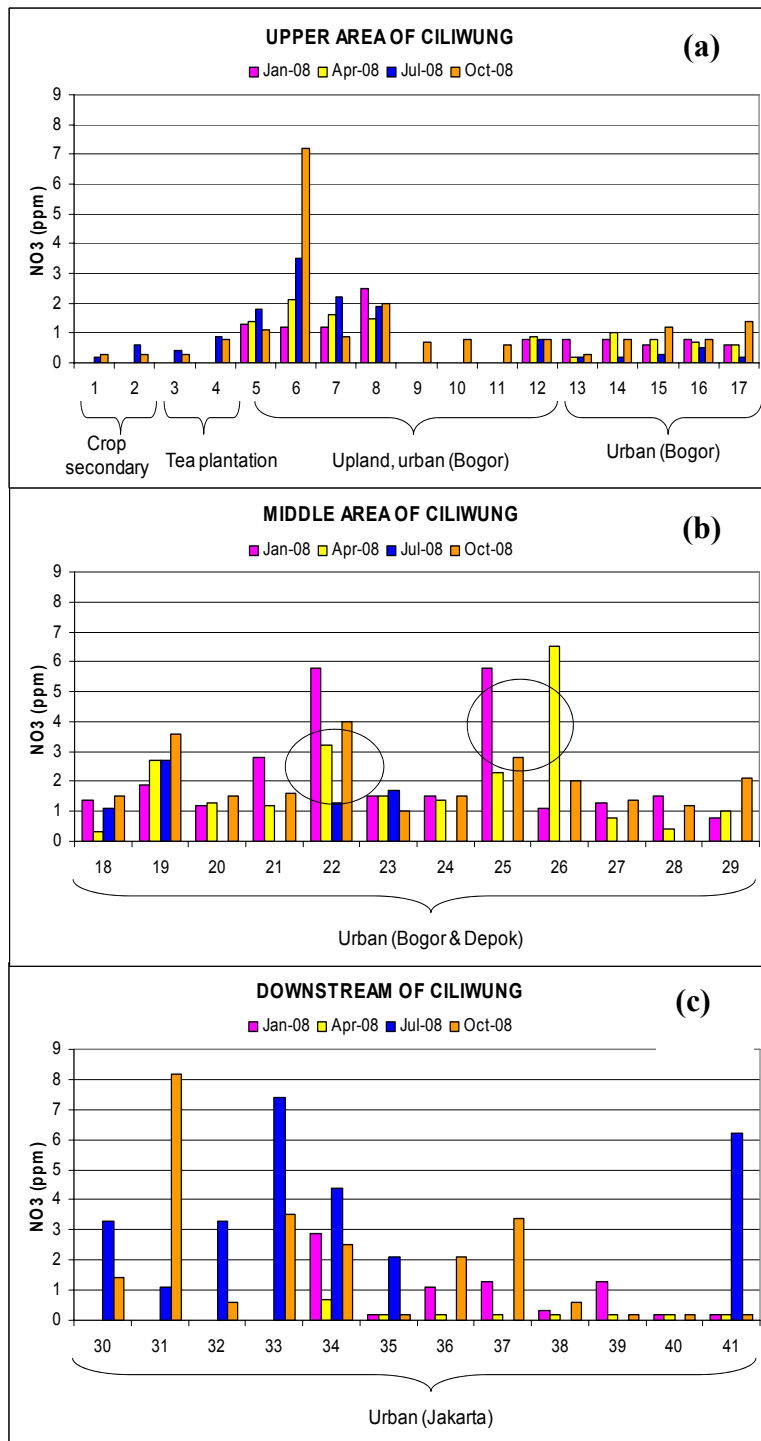 UPPER AREA OF CILIWUNG
(a)
Jan-08 Apr-08 Jul-08 Oct-08
9
8
7
6
5
4
3
2
1
0
NO3 (ppm)
1 2 3 4 5 6 7 8 9 10 11 12 13 14 15 16 17
Crop
secondary
Tea plantation
Upland, urban (Bogor)
Urban (Bogor)
MIDDLE AREA OF CILIWUNG
(b)
Jan-08 Apr-08 Jul-08 Oct-08
9
8
7
6
5
4
3
2
1
0
NO3 (ppm)
18 19 20 21 22 23 24 25 26 27 28 29
Urban (Bogor & Depok)
DOWNSTREAM OF CILIWUNG
(c)
Jan-08 Apr-08 Jul-08 Oct-08
9
8
7
6
5
4
3
2
1
0
NO3 (ppm)
30 31 32 33 34 35 36 37 38 39 40 41
Urban (Jakarta)